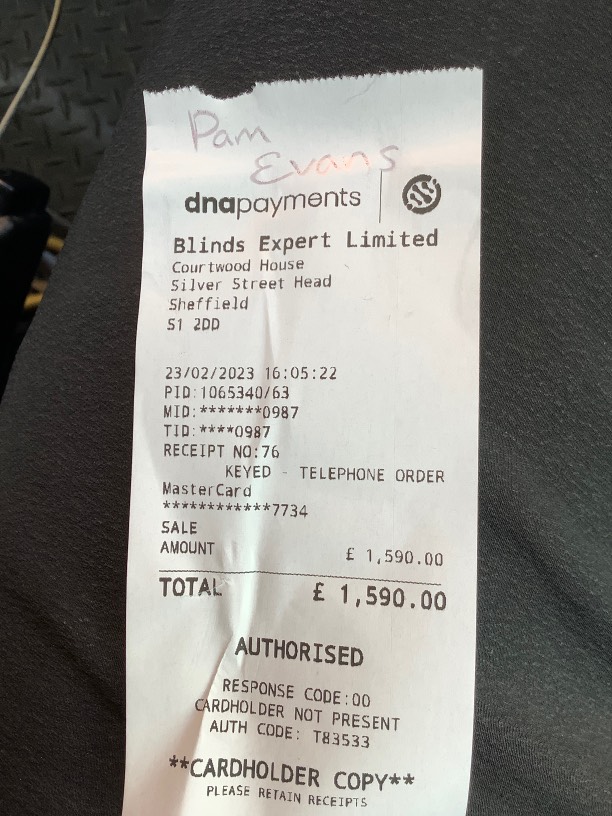 Pam
Evans
dnapayments
Blinds Expert Limited
Courtwood House
Silver Street Head
Sheffield
S1 2DD
23/02/2023 16:05:22
PID:1065340/63
MID:*******0987
TID:****0987
RECEIPT NO:76
KEYED - TELEPHONE ORDER
MasterCard
************7734
SALE
AMOUNT £ 1,590.00
TOTAL £ 1,590.00
AUTHORISED
RESPONSE CODE:00
CARDHOLDER NOT PRESENT
AUTH CODE: T83533
**CARDHOLDER COPY**
PLEASE RETAIN RECEIPTS